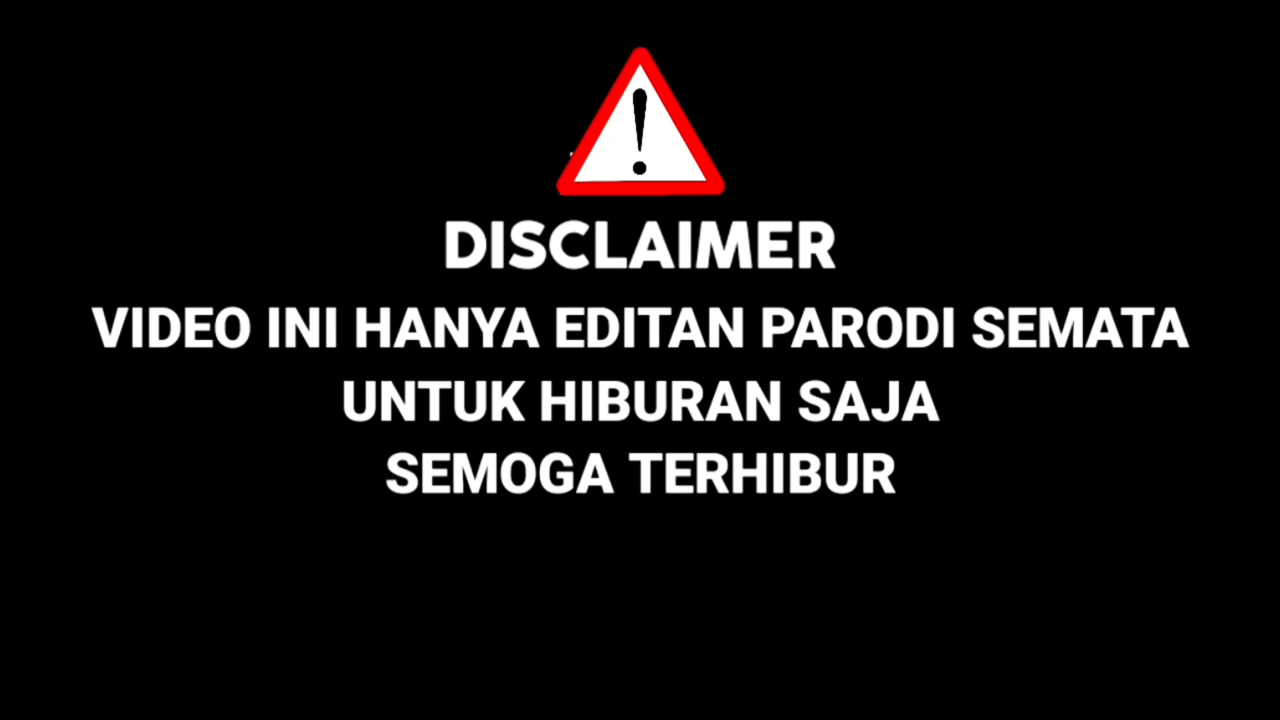 DISCLAIMER
VIDEO INI HANYA EDITAN PARODI SEMATA
UNTUK HIBURAN SAJA
SEMOGA TERHIBUR